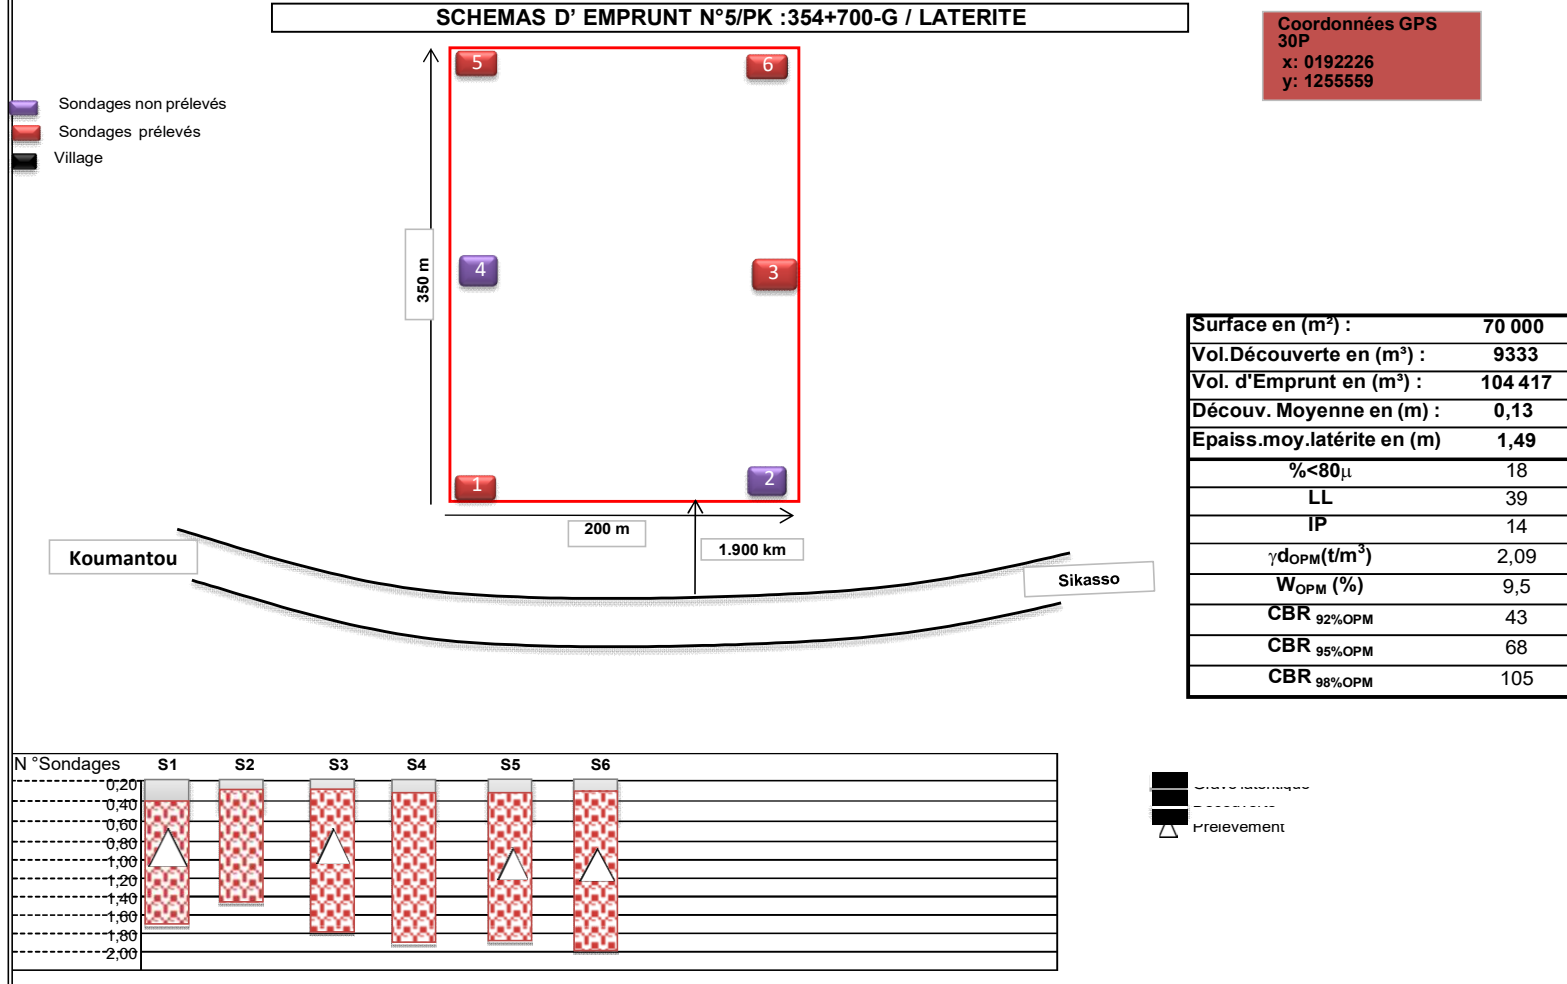 SCHEMAS D' EMPRUNT N°5/PK :354+700-G / LATERITE
Coordonnées GPS
30P
x: 0192226
y: 1255559
Sondages non prélevés
Sondages prélevés
Village
5
6
4
3
1
2
350 m
200 m
1.900 km
Koumantou
Sikasso
Surface en (m²) : 70 000
Vol.Découverte en (m³) : 9333
Vol. d'Emprunt en (m³) : 104 417
Découv. Moyenne en (m) : 0,13
Epaiss.moy.latérite en (m) 1,49
%<80µ 18
LL 39
IP 14
γdOPM(t/m³) 2,09
WOPM (%) 9,5
CBR 92%OPM 43
CBR 95%OPM 68
CBR 98%OPM 105
N °Sondages S1 S2 S3 S4 S5 S6
0,20
0,40
0,60
0,80
1,00
1,20
1,40
1,60
1,80
2,00
Prélèvement